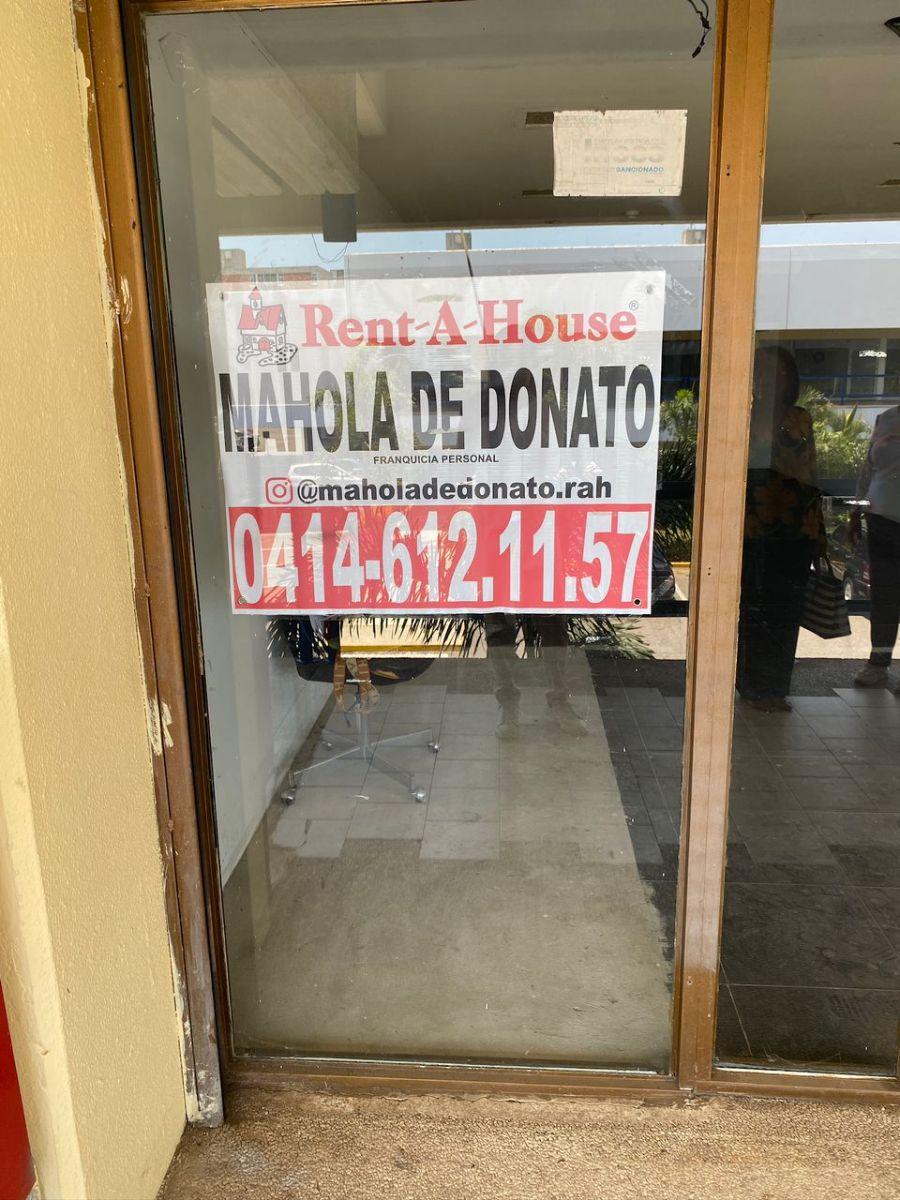 SANCIONADO
Rent-A-House®
MAHOLA DE DONATO
FRANQUICIA PERSONAL
@maholadedonato.rah
0414-612.11.57